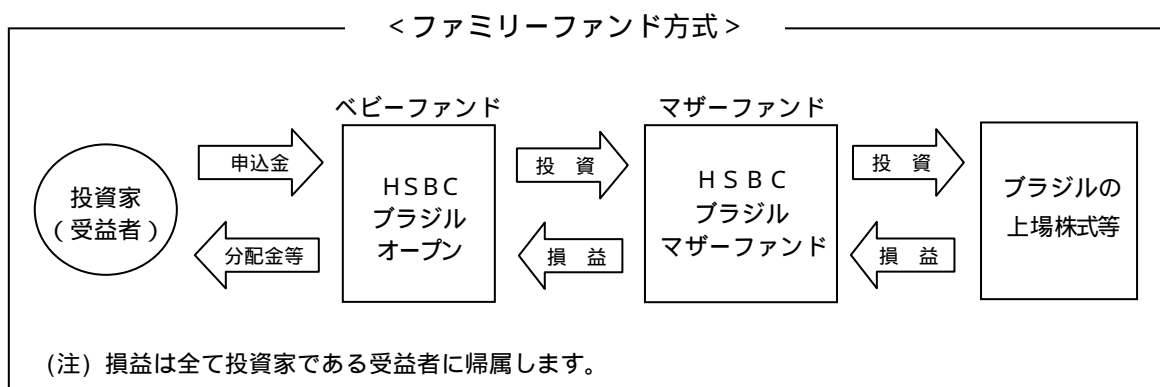 <ファミリーファンド方式>
ベビーファンド
マザーファンド
投資家
(受益者)
申込金
分配金等
HSBC
ブラジル
オープン
投 資
損 益
HSBC
ブラジル
マザーファンド
投 資
損 益
ブラジルの
上場株式等
(注) 損益は全て投資家である受益者に帰属します。